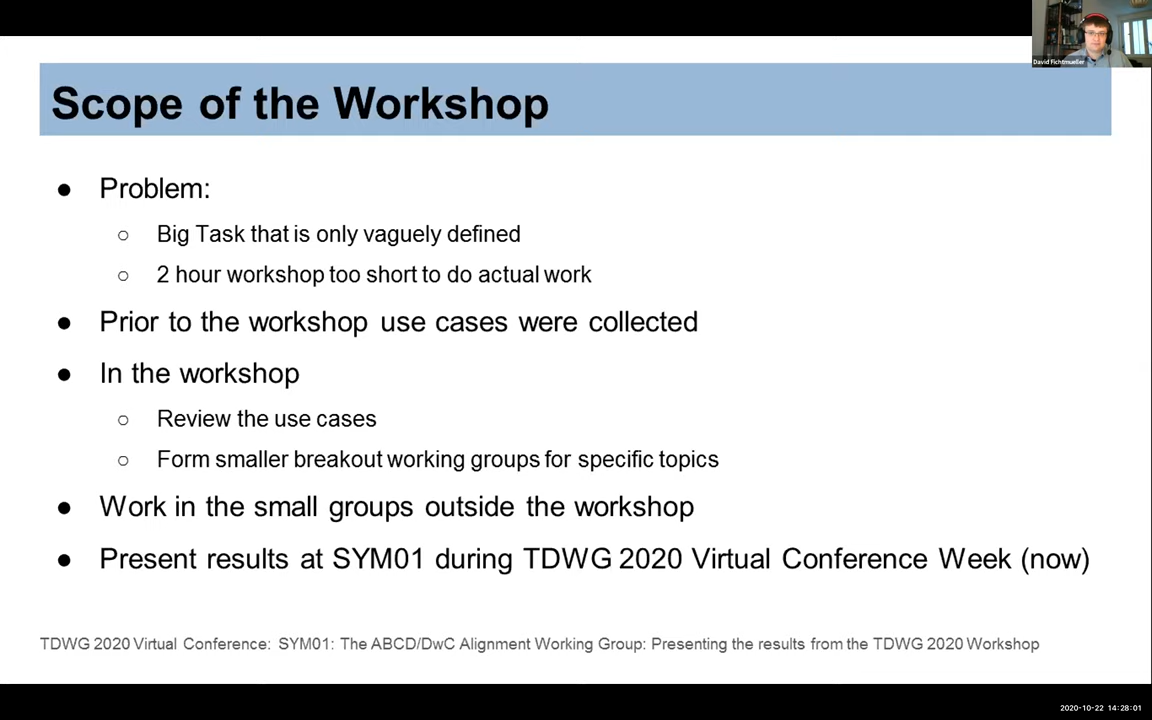 David Fichtmueller
Scope of the Workshop
● Problem:
○ Big Task that is only vaguely defined
○ 2 hour workshop too short to do actual work
● Prior to the workshop use cases were collected
● In the workshop
○ Review the use cases
○ Form smaller breakout working groups for specific topics
● Work in the small groups outside the workshop
● Present results at SYM01 during TDWG 2020 Virtual Conference Week (now)
TDWG 2020 Virtual Conference: SYM01: The ABCD/DwC Alignment Working Group: Presenting the results from the TDWG 2020 Workshop
2020-10-22 14:28:01